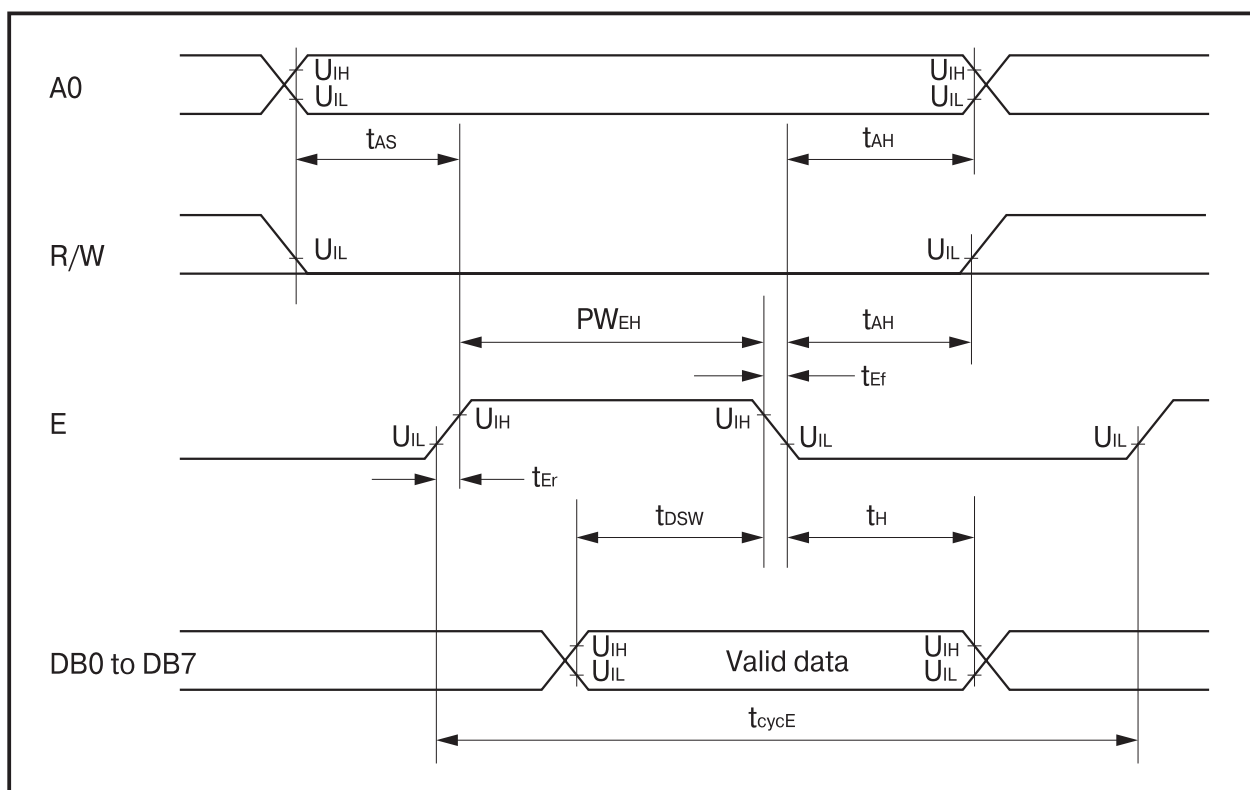 A0
UIH
UIL
UIH
UIL
tAS
tAH
R/W
UIL
UIL
PWEH
tAH
tEf
E
UIL
UIH
UIH
UIL
UIL
tEr
tDSW
tH
DB0 to DB7
UIH
UIL
Valid data
UIH
UIL
tcycE